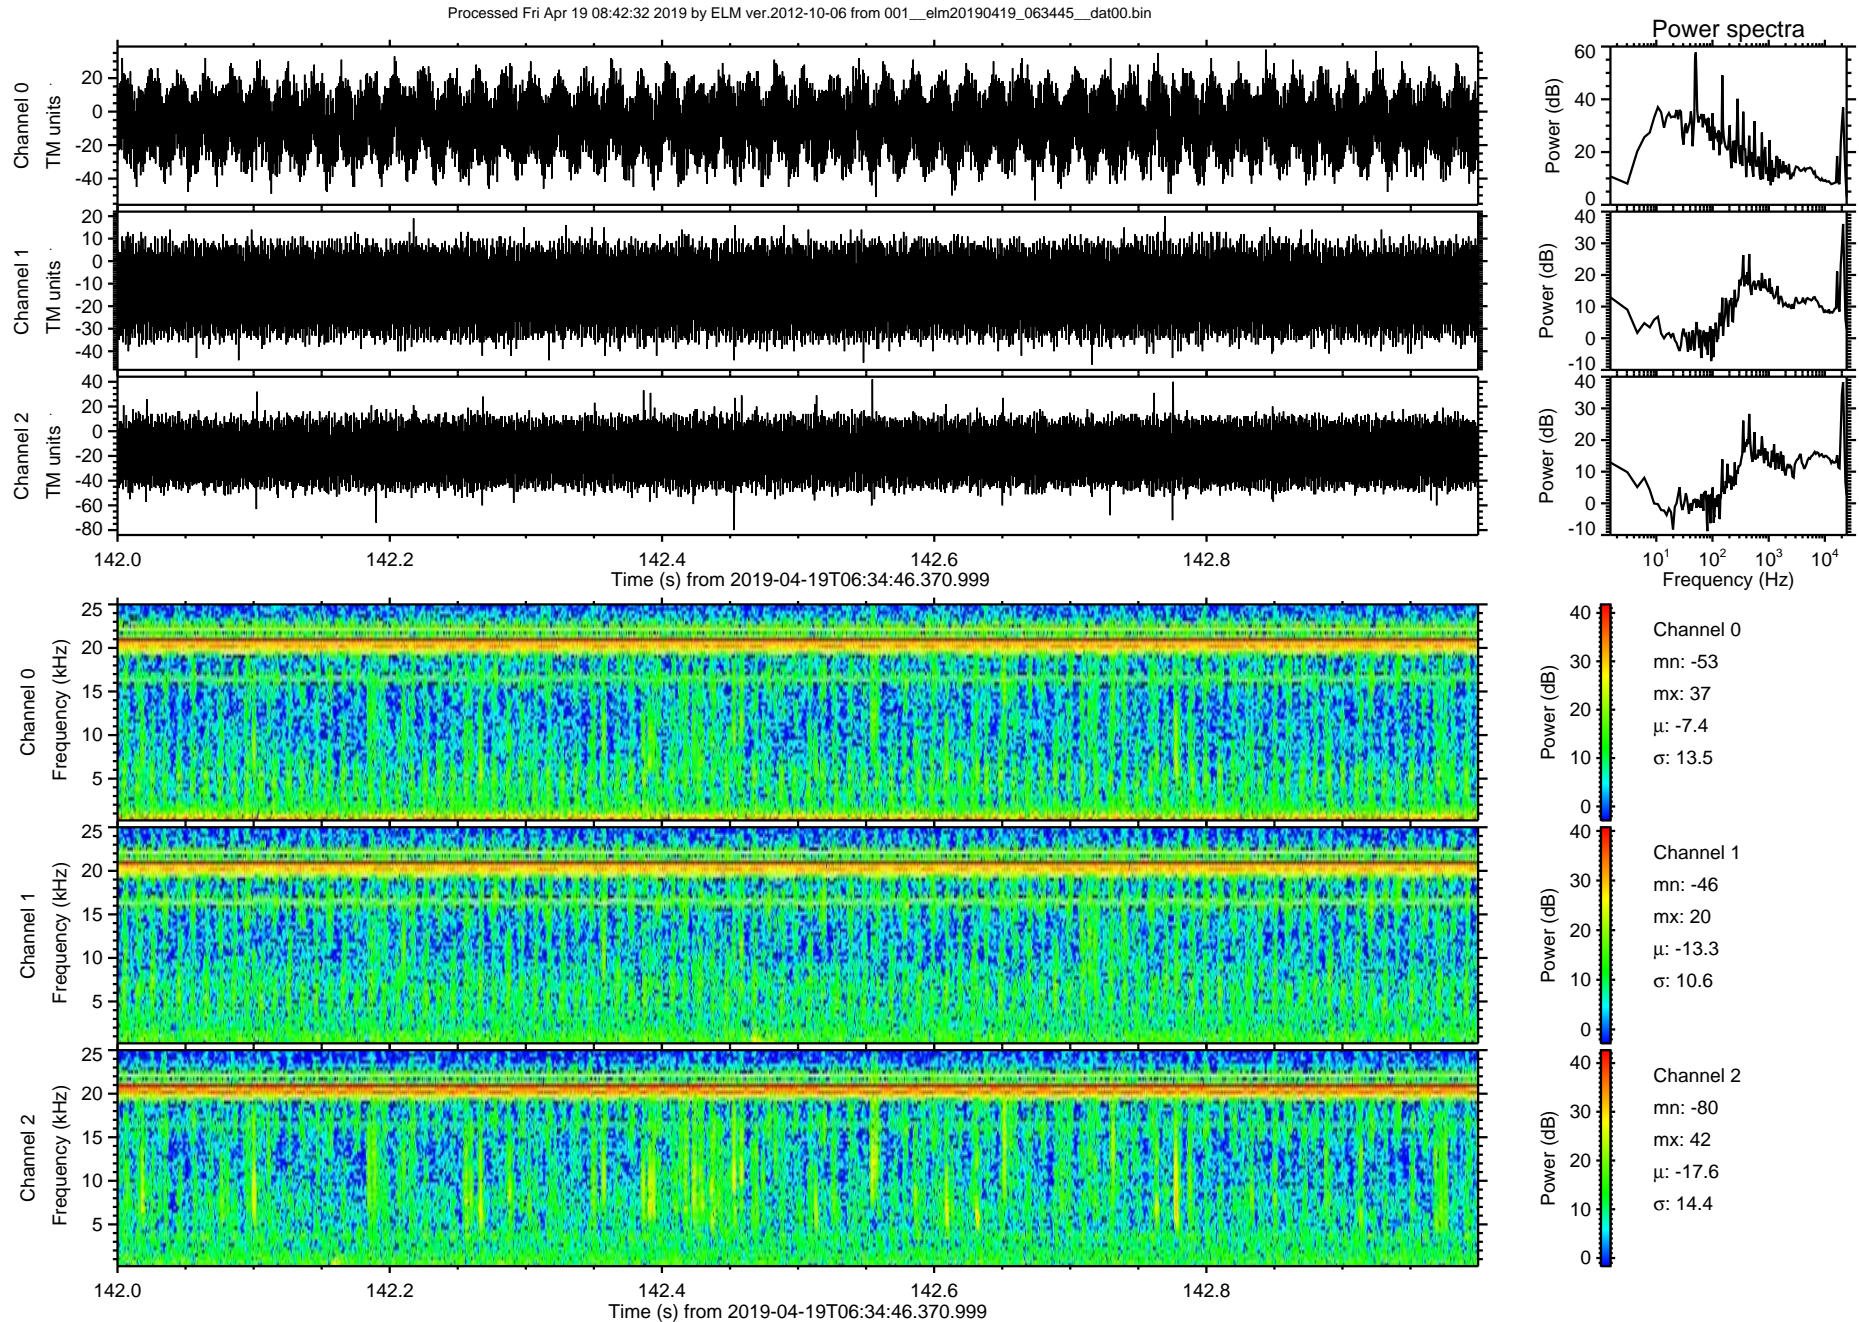 Processed Fri Apr 19 08:42:32 2019 by ELM ver.2012-10-06 from 001__elm20190419_063445__dat00.bin
Power spectra
Channel 0
TM units
20
0
-20
-40
Power (dB)
60
40
20
0
Channel 1
TM units
20
10
0
-10
-20
-30
-40
Power (dB)
40
30
20
10
0
-10
Channel 2
TM units
40
20
0
-20
-40
-60
-80
Power (dB)
40
30
20
10
0
-10
142.0 142.2 142.4 142.6 142.8
Time (s) from 2019-04-19T06:34:46.370.999
10¹ 10² 10³ 10⁴
Frequency (Hz)
Channel 0
Frequency (kHz)
25
20
15
10
5
Power (dB)
40
30
20
10
0
Channel 0
mn: -53
mx: 37
µ: -7.4
σ: 13.5
Channel 1
Frequency (kHz)
25
20
15
10
5
Power (dB)
40
30
20
10
0
Channel 1
mn: -46
mx: 20
µ: -13.3
σ: 10.6
Channel 2
Frequency (kHz)
25
20
15
10
5
Power (dB)
40
30
20
10
0
Channel 2
mn: -80
mx: 42
µ: -17.6
σ: 14.4
142.0 142.2 142.4 142.6 142.8
Time (s) from 2019-04-19T06:34:46.370.999